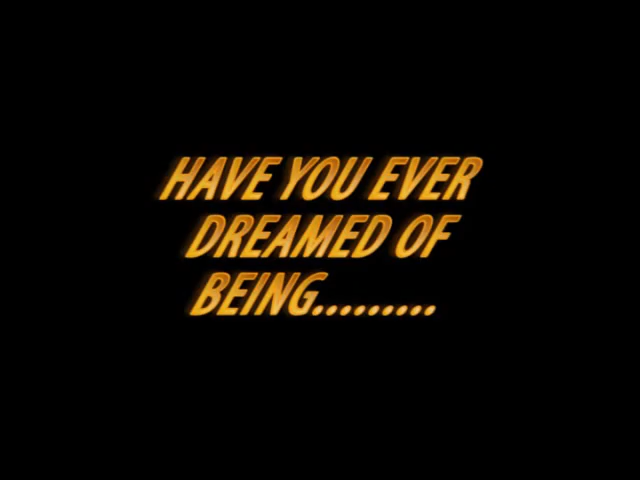 HAVE YOU EVER
DREAMED OF
BEING.........